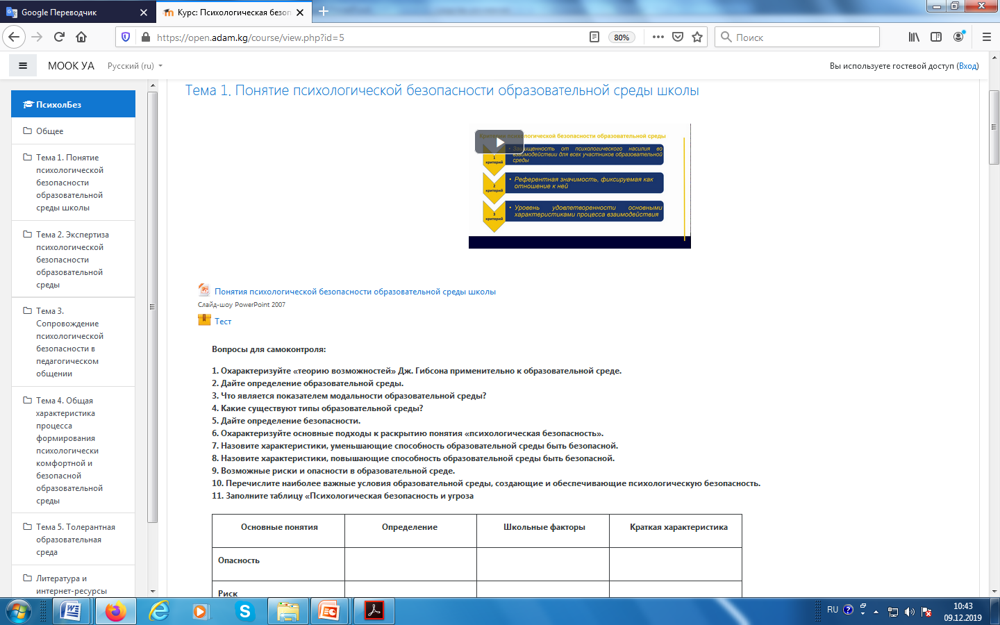 Google Переводчик
Курс: Психологическая безоп
https://open.adam.kg/course/view.php?id=5
80%
Поиск
МООК УА
Русский (ru)
Вы используете гостевой доступ (Вход)
ПсихолБез
Общее
Тема 1. Понятие
психологической
безопасности
образовательной
среды школы
Тема 2. Экспертиза
психологической
безопасности
образовательной
среды
Тема 3.
Сопровождение
психологической
безопасности в
педагогическом
общении
Тема 4. Общая
характеристика
процесса
формирования
психологически
комфортной и
безопасной
образовательной
среды
Тема 5. Толерантная
образовательная
среда
Литература и
интернет-ресурсы
Тема 1. Понятие психологической безопасности образовательной среды школы
Критерии психологической безопасности образовательной среды
1 критерий
• Защищенность от психологического насилия во
взаимодействии для всех участников образовательной
среды
2 критерий
• Референтная значимость, фиксируемая как
отношение к ней
3 критерий
• Уровень удовлетворенности основными
характеристиками процесса взаимодействия
Понятия психологической безопасности образовательной среды школы
Слайд-шоу PowerPoint 2007
Тест
Вопросы для самоконтроля:
1. Охарактеризуйте «теорию возможностей» Дж. Гибсона применительно к образовательной среде.
2. Дайте определение образовательной среды.
3. Что является показателем модальности образовательной среды?
4. Какие существуют типы образовательной среды?
5. Дайте определение безопасности.
6. Охарактеризуйте основные подходы к раскрытию понятия «психологическая безопасность».
7. Назовите характеристики, уменьшающие способность образовательной среды быть безопасной.
8. Назовите характеристики, повышающие способность образовательной среды быть безопасной.
9. Возможные риски и опасности в образовательной среде.
10. Перечислите наиболее важные условия образовательной среды, создающие и обеспечивающие психологическую безопасность.
11. Заполните таблицу «Психологическая безопасность и угроза
Основные понятия Определение Школьные факторы Краткая характеристика
Опасность
Риск
RU
10:43
09.12.2019